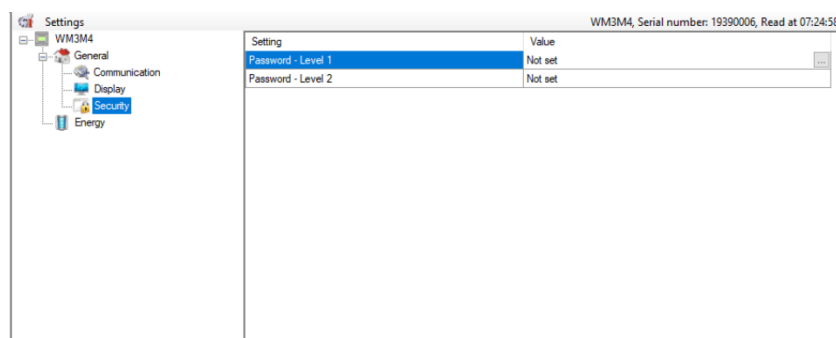 Settings
WM3M4, Serial number: 19390006, Read at 07:24:58
WM3M4
General
Communication
Display
Security
Energy
Setting Value
Password - Level 1 Not set ...
Password - Level 2 Not set